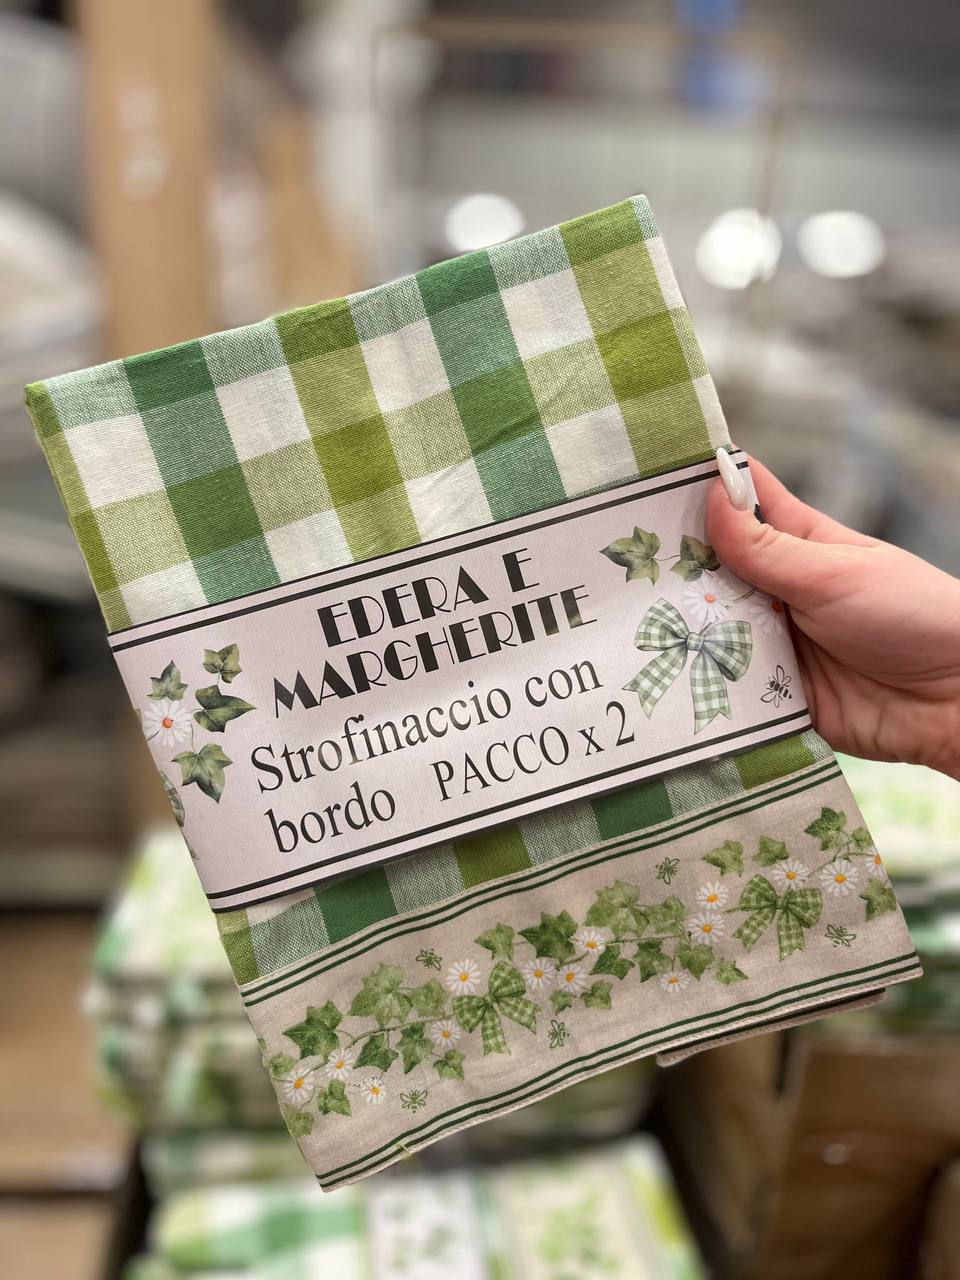 EDERA E
MARGHERITE
Strofinaccio con
bordo PACCO x 2